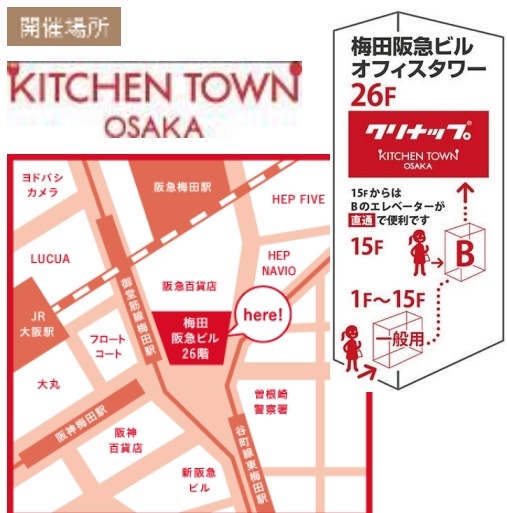 開催場所
KITCHEN TOWN
OSAKA
ヨドバシ
カメラ
阪急梅田駅
HEP FIVE
LUCUA
HEP
NAVIO
阪急百貨店
御堂筋線梅田駅
JR
大阪駅
梅田
阪急ビル
26階
here!
フロート
コート
大丸
阪神梅田駅
阪神
百貨店
曽根崎
警察署
新阪急
ビル
谷町線東梅田駅
梅田阪急ビル
オフィスタワー
26F
クリナップ®
KITCHEN TOWN
OSAKA
15Fからは
Bのエレベーターが
直通で便利です
15F
B
1F〜15F
一般用